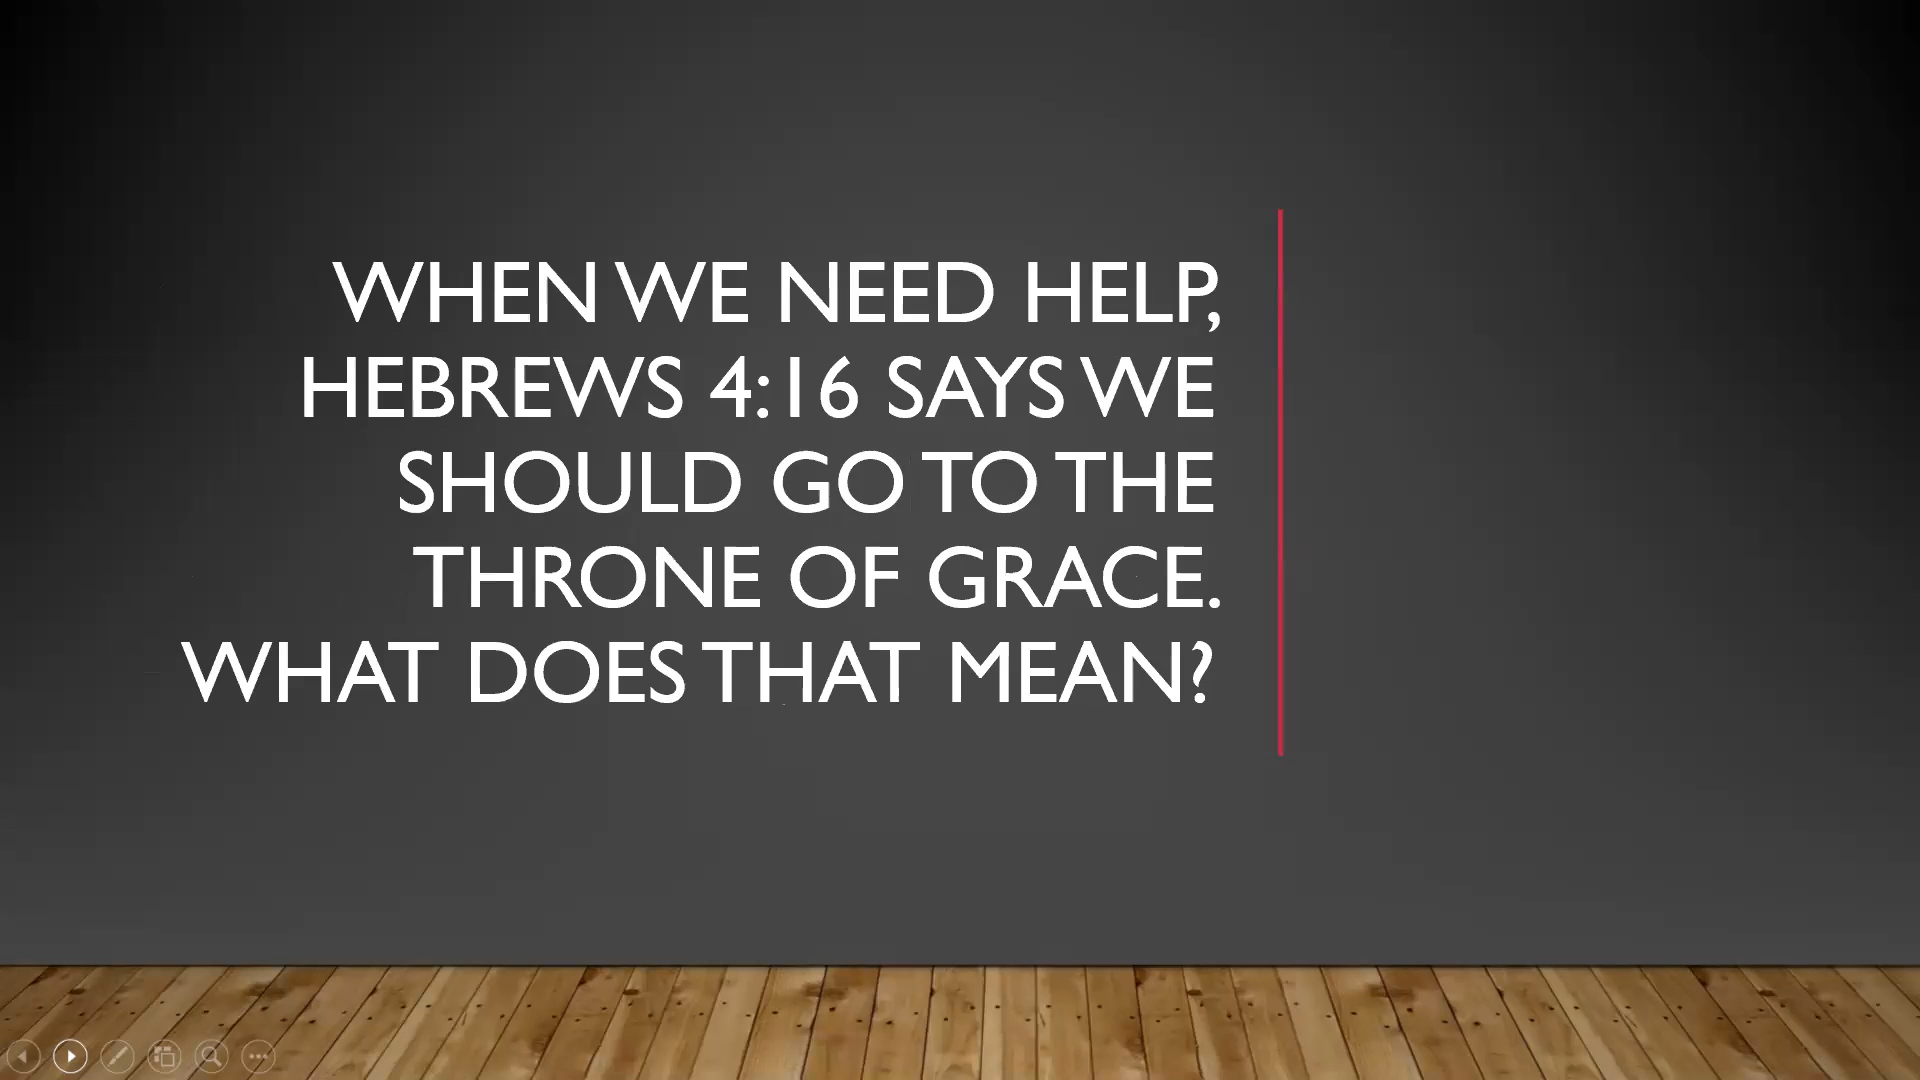 WHEN WE NEED HELP,
HEBREWS 4:16 SAYS WE
SHOULD GO TO THE
THRONE OF GRACE.
WHAT DOES THAT MEAN?